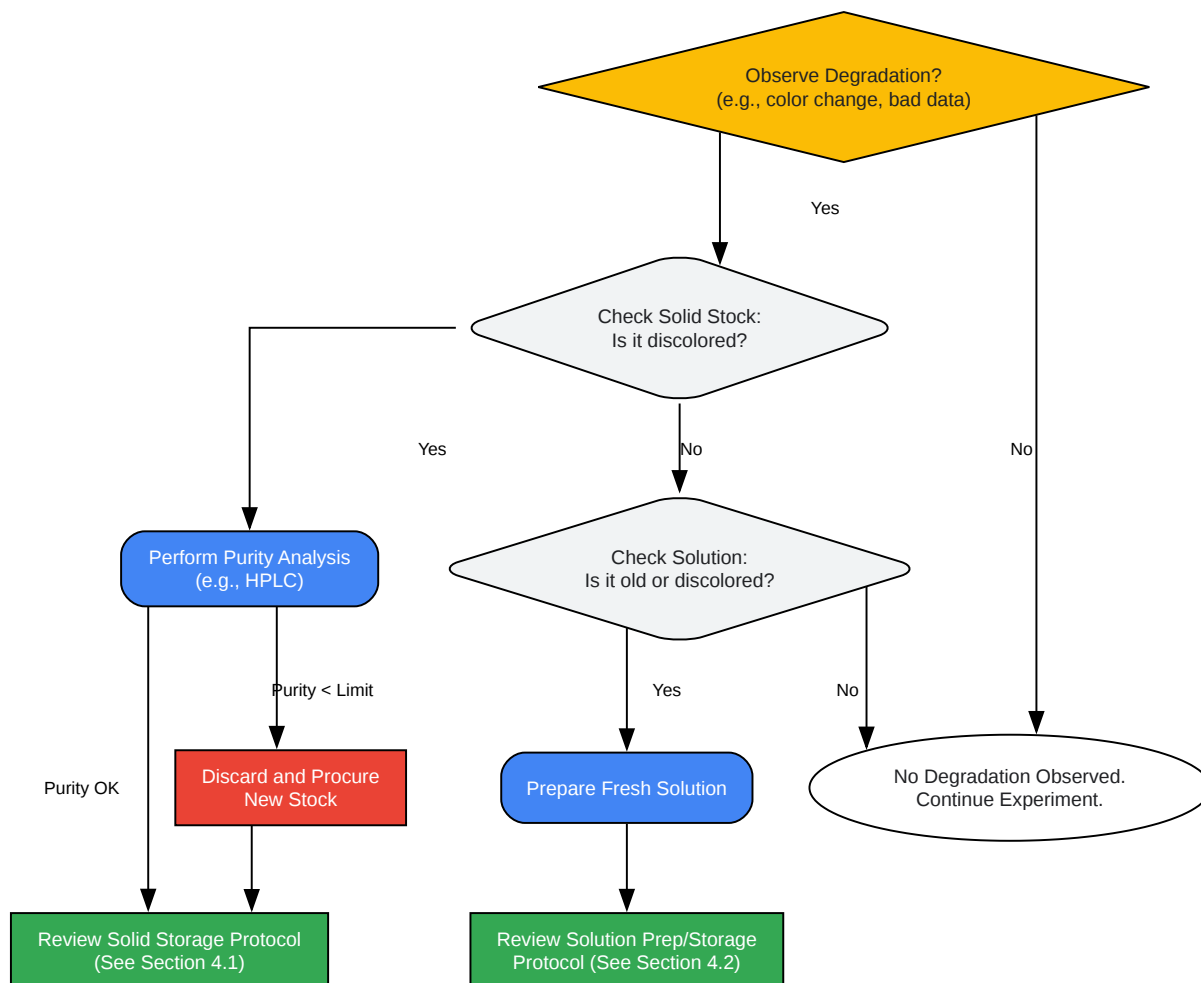 Observe Degradation?
(e.g., color change, bad data)
Yes
Check Solid Stock:
Is it discolored?
Yes
No
No
Perform Purity Analysis
(e.g., HPLC)
Check Solution:
Is it old or discolored?
Purity < Limit
Yes
No
Purity OK
Discard and Procure
New Stock
Prepare Fresh Solution
No Degradation Observed.
Continue Experiment.
Review Solid Storage Protocol
(See Section 4.1)
Review Solution Prep/Storage
Protocol (See Section 4.2)